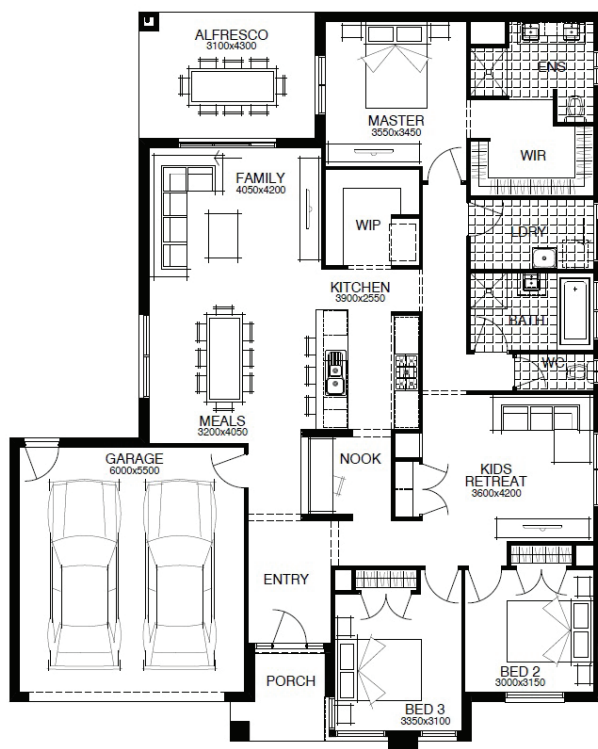 ALFRESCO
3100x4300
ENS
MASTER
3550x3450
WIR
FAMILY
4050x4200
WIP
LDRY
KITCHEN
3900x2550
BATH
WC
MEALS
3200x4050
GARAGE
6000x5500
NOOK
KIDS
RETREAT
3600x4200
ENTRY
PORCH
BED 2
3000x3150
BED 3
3350x3100